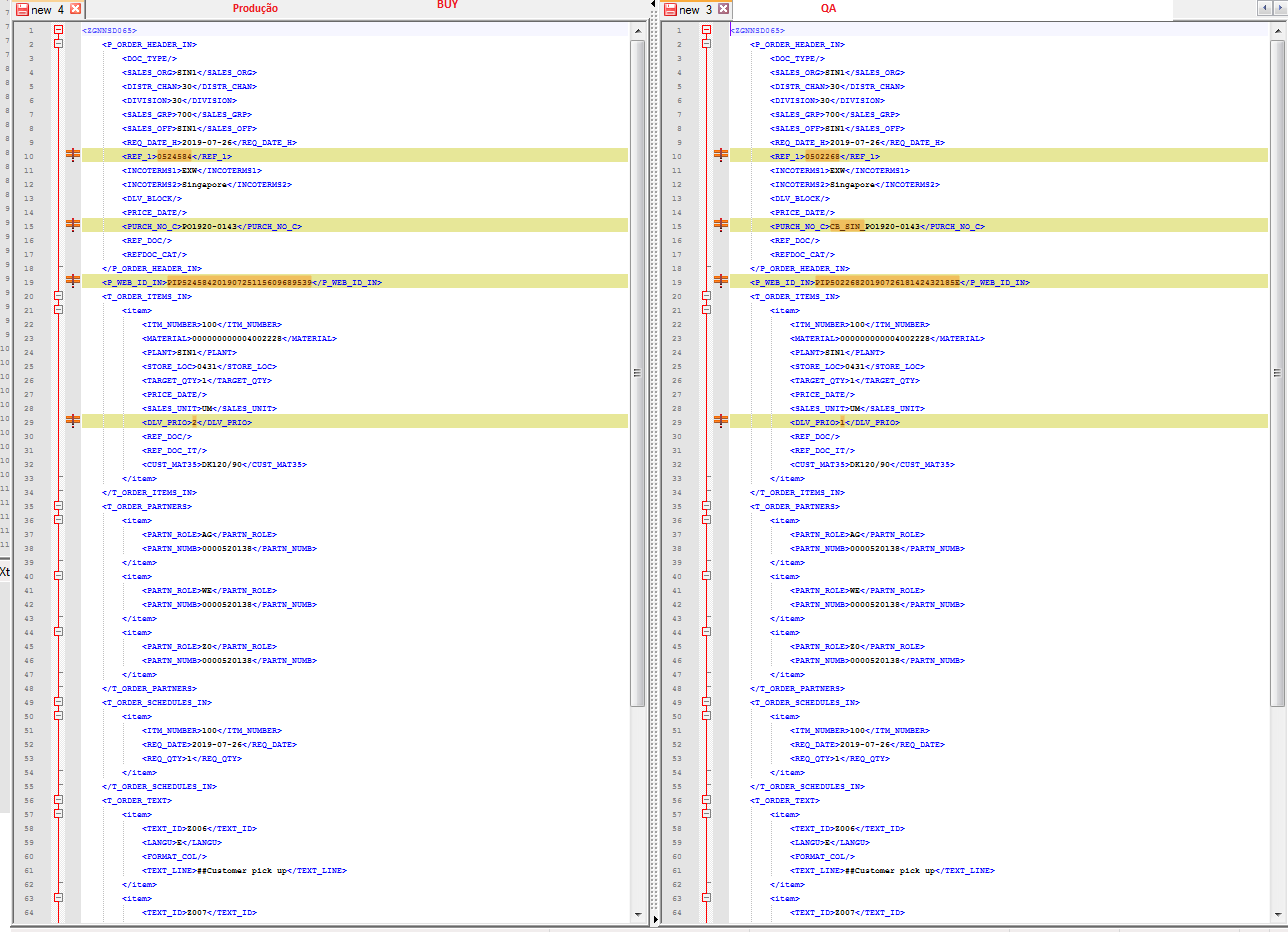 Produção BUY QA
new 4 new 3
1 <ZGNNSD065>
2 <P_ORDER_HEADER_IN>
3 <DOC_TYPE/>
4 <SALES_ORG>SIN1</SALES_ORG>
5 <DISTR_CHAN>30</DISTR_CHAN>
6 <DIVISION>30</DIVISION>
7 <SALES_GRP>700</SALES_GRP>
8 <SALES_OFF>SIN1</SALES_OFF>
9 <REQ_DATE_H>2019-07-26</REQ_DATE_H>
10 <REF_1>0524584</REF_1>
11 <INCOTERMS1>EXW</INCOTERMS1>
12 <INCOTERMS2>Singapore</INCOTERMS2>
13 <DLV_BLOCK/>
14 <PRICE_DATE/>
15 <PURCH_NO_C>PO1920-0143</PURCH_NO_C>
16 <REF_DOC/>
17 <REFDOC_CAT/>
18 </P_ORDER_HEADER_IN>
19 <P_WEB_ID_IN>PIP524584201907251115609689539</P_WEB_ID_IN>
20 <T_ORDER_ITEMS_IN>
21 <item>
22 <ITM_NUMBER>100</ITM_NUMBER>
23 <MATERIAL>000000000004002228</MATERIAL>
24 <PLANT>SIN1</PLANT>
25 <STORE_LOC>0431</STORE_LOC>
26 <TARGET_QTY>1</TARGET_QTY>
27 <PRICE_DATE/>
28 <SALES_UNIT>UM</SALES_UNIT>
29 <DLV_PRIO>2</DLV_PRIO>
30 <REF_DOC/>
31 <REF_DOC_IT/>
32 <CUST_MAT35>DK120/90</CUST_MAT35>
33 </item>
34 </T_ORDER_ITEMS_IN>
35 <T_ORDER_PARTNERS>
36 <item>
37 <PARTN_ROLE>AG</PARTN_ROLE>
38 <PARTN_NUMB>0000520138</PARTN_NUMB>
39 </item>
40 <item>
41 <PARTN_ROLE>WE</PARTN_ROLE>
42 <PARTN_NUMB>0000520138</PARTN_NUMB>
43 </item>
44 <item>
45 <PARTN_ROLE>Z0</PARTN_ROLE>
46 <PARTN_NUMB>0000520138</PARTN_NUMB>
47 </item>
48 </T_ORDER_PARTNERS>
49 <T_ORDER_SCHEDULES_IN>
50 <item>
51 <ITM_NUMBER>100</ITM_NUMBER>
52 <REQ_DATE>2019-07-26</REQ_DATE>
53 <REQ_QTY>1</REQ_QTY>
54 </item>
55 </T_ORDER_SCHEDULES_IN>
56 <T_ORDER_TEXT>
57 <item>
58 <TEXT_ID>Z006</TEXT_ID>
59 <LANGU>E</LANGU>
60 <FORMAT_COL/>
61 <TEXT_LINE>##Customer pick up</TEXT_LINE>
62 </item>
63 <item>
64 <TEXT_ID>Z007</TEXT_ID>
1 <ZGNNSD065>
2 <P_ORDER_HEADER_IN>
3 <DOC_TYPE/>
4 <SALES_ORG>SIN1</SALES_ORG>
5 <DISTR_CHAN>30</DISTR_CHAN>
6 <DIVISION>30</DIVISION>
7 <SALES_GRP>700</SALES_GRP>
8 <SALES_OFF>SIN1</SALES_OFF>
9 <REQ_DATE_H>2019-07-26</REQ_DATE_H>
10 <REF_1>0502268</REF_1>
11 <INCOTERMS1>EXW</INCOTERMS1>
12 <INCOTERMS2>Singapore</INCOTERMS2>
13 <DLV_BLOCK/>
14 <PRICE_DATE/>
15 <PURCH_NO_C>CB_SIN_PO1920-0143</PURCH_NO_C>
16 <REF_DOC/>
17 <REFDOC_CAT/>
18 </P_ORDER_HEADER_IN>
19 <P_WEB_ID_IN>PIP50226820190726181424321​85E</P_WEB_ID_IN>
20 <T_ORDER_ITEMS_IN>
21 <item>
22 <ITM_NUMBER>100</ITM_NUMBER>
23 <MATERIAL>000000000004002228</MATERIAL>
24 <PLANT>SIN1</PLANT>
25 <STORE_LOC>0431</STORE_LOC>
26 <TARGET_QTY>1</TARGET_QTY>
27 <PRICE_DATE/>
28 <SALES_UNIT>UM</SALES_UNIT>
29 <DLV_PRIO>1</DLV_PRIO>
30 <REF_DOC/>
31 <REF_DOC_IT/>
32 <CUST_MAT35>DK120/90</CUST_MAT35>
33 </item>
34 </T_ORDER_ITEMS_IN>
35 <T_ORDER_PARTNERS>
36 <item>
37 <PARTN_ROLE>AG</PARTN_ROLE>
38 <PARTN_NUMB>0000520138</PARTN_NUMB>
39 </item>
40 <item>
41 <PARTN_ROLE>WE</PARTN_ROLE>
42 <PARTN_NUMB>0000520138</PARTN_NUMB>
43 </item>
44 <item>
45 <PARTN_ROLE>Z0</PARTN_ROLE>
46 <PARTN_NUMB>0000520138</PARTN_NUMB>
47 </item>
48 </T_ORDER_PARTNERS>
49 <T_ORDER_SCHEDULES_IN>
50 <item>
51 <ITM_NUMBER>100</ITM_NUMBER>
52 <REQ_DATE>2019-07-26</REQ_DATE>
53 <REQ_QTY>1</REQ_QTY>
54 </item>
55 </T_ORDER_SCHEDULES_IN>
56 <T_ORDER_TEXT>
57 <item>
58 <TEXT_ID>Z006</TEXT_ID>
59 <LANGU>E</LANGU>
60 <FORMAT_COL/>
61 <TEXT_LINE>##Customer pick up</TEXT_LINE>
62 </item>
63 <item>
64 <TEXT_ID>Z007</TEXT_ID>